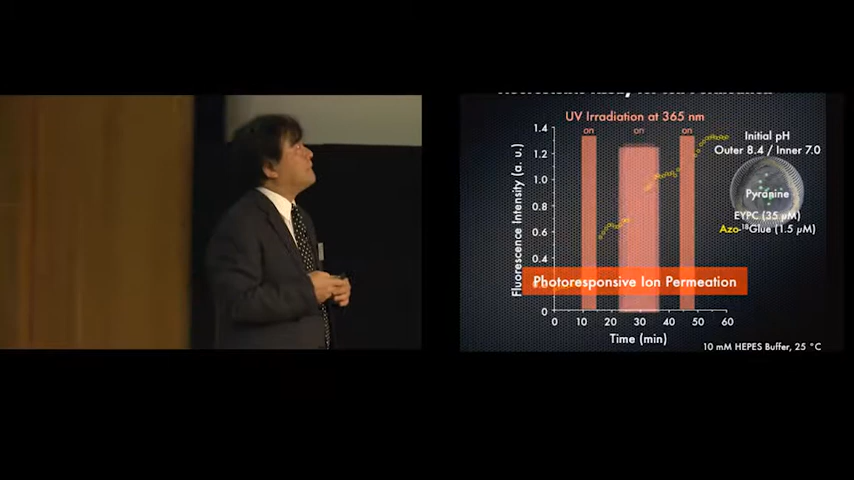 UV Irradiation at 365 nm
on on on
Initial pH
Outer 8.4 / Inner 7.0
Pyranine
EYPC (35 µM)
Azo-¹⁸Glue (1.5 µM)
Fluorescence Intensity (a. u.)
1.4
1.2
1.0
0.8
0.6
0.4
0
Photoresponsive Ion Permeation
0 10 20 30 40 50 60
Time (min)
10 mM HEPES Buffer, 25 °C